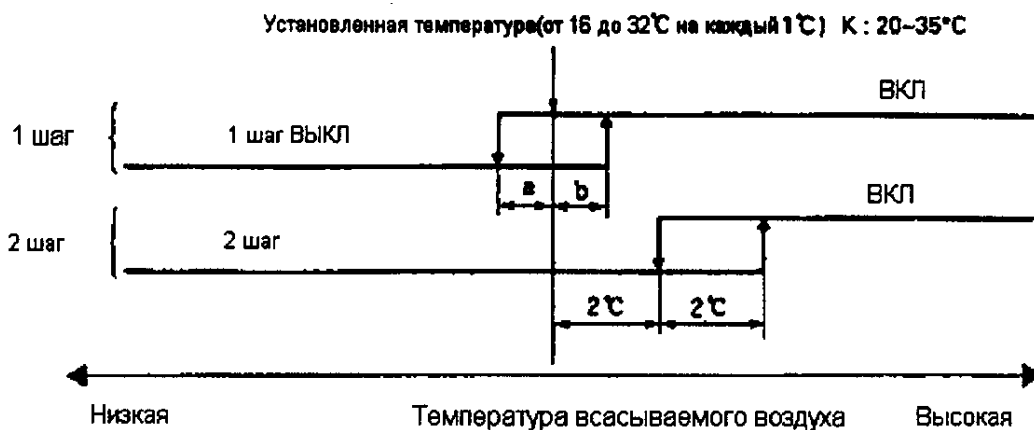 Установленная температура(от 16 до 32℃ на каждый 1℃) K : 20~35°C
ВКЛ
1 шаг
1 шаг ВЫКЛ
a
b
ВКЛ
2 шаг
2 шаг
2℃
2℃
Низкая
Температура всасываемого воздуха
Высокая